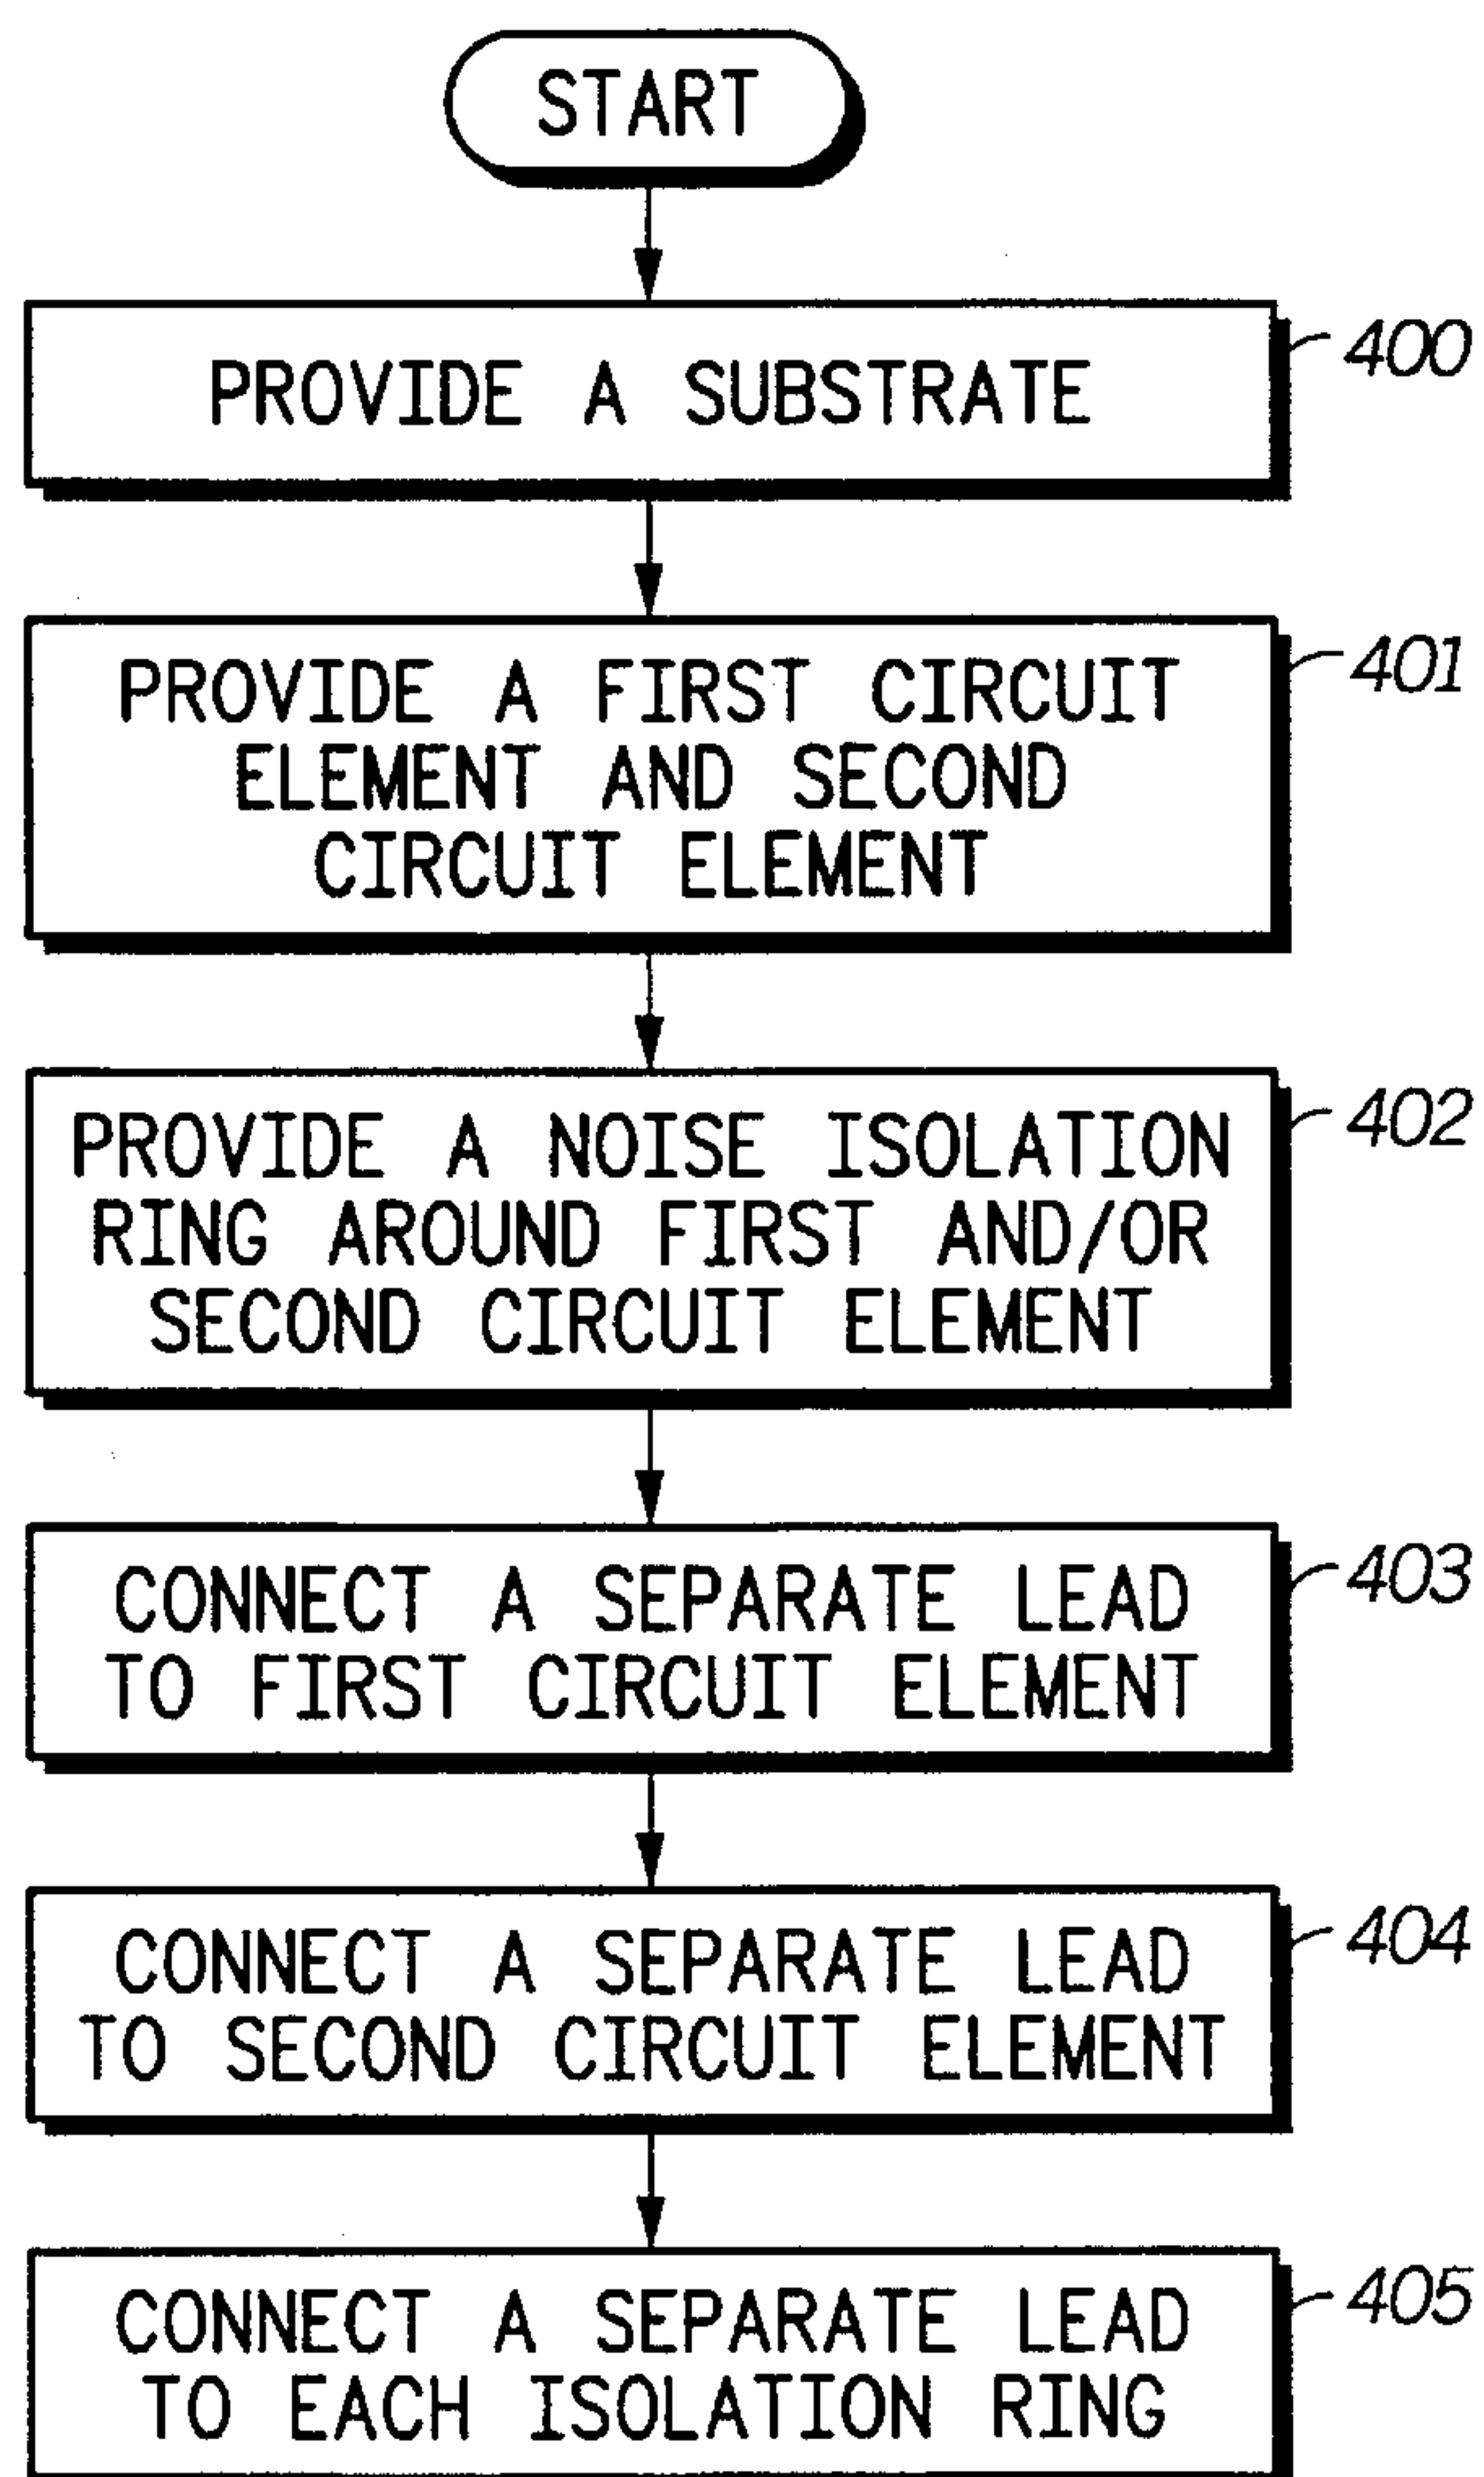 START
PROVIDE A SUBSTRATE
400
PROVIDE A FIRST CIRCUIT
ELEMENT AND SECOND
CIRCUIT ELEMENT
401
PROVIDE A NOISE ISOLATION
RING AROUND FIRST AND/OR
SECOND CIRCUIT ELEMENT
402
CONNECT A SEPARATE LEAD
TO FIRST CIRCUIT ELEMENT
403
CONNECT A SEPARATE LEAD
TO SECOND CIRCUIT ELEMENT
404
CONNECT A SEPARATE LEAD
TO EACH ISOLATION RING
405